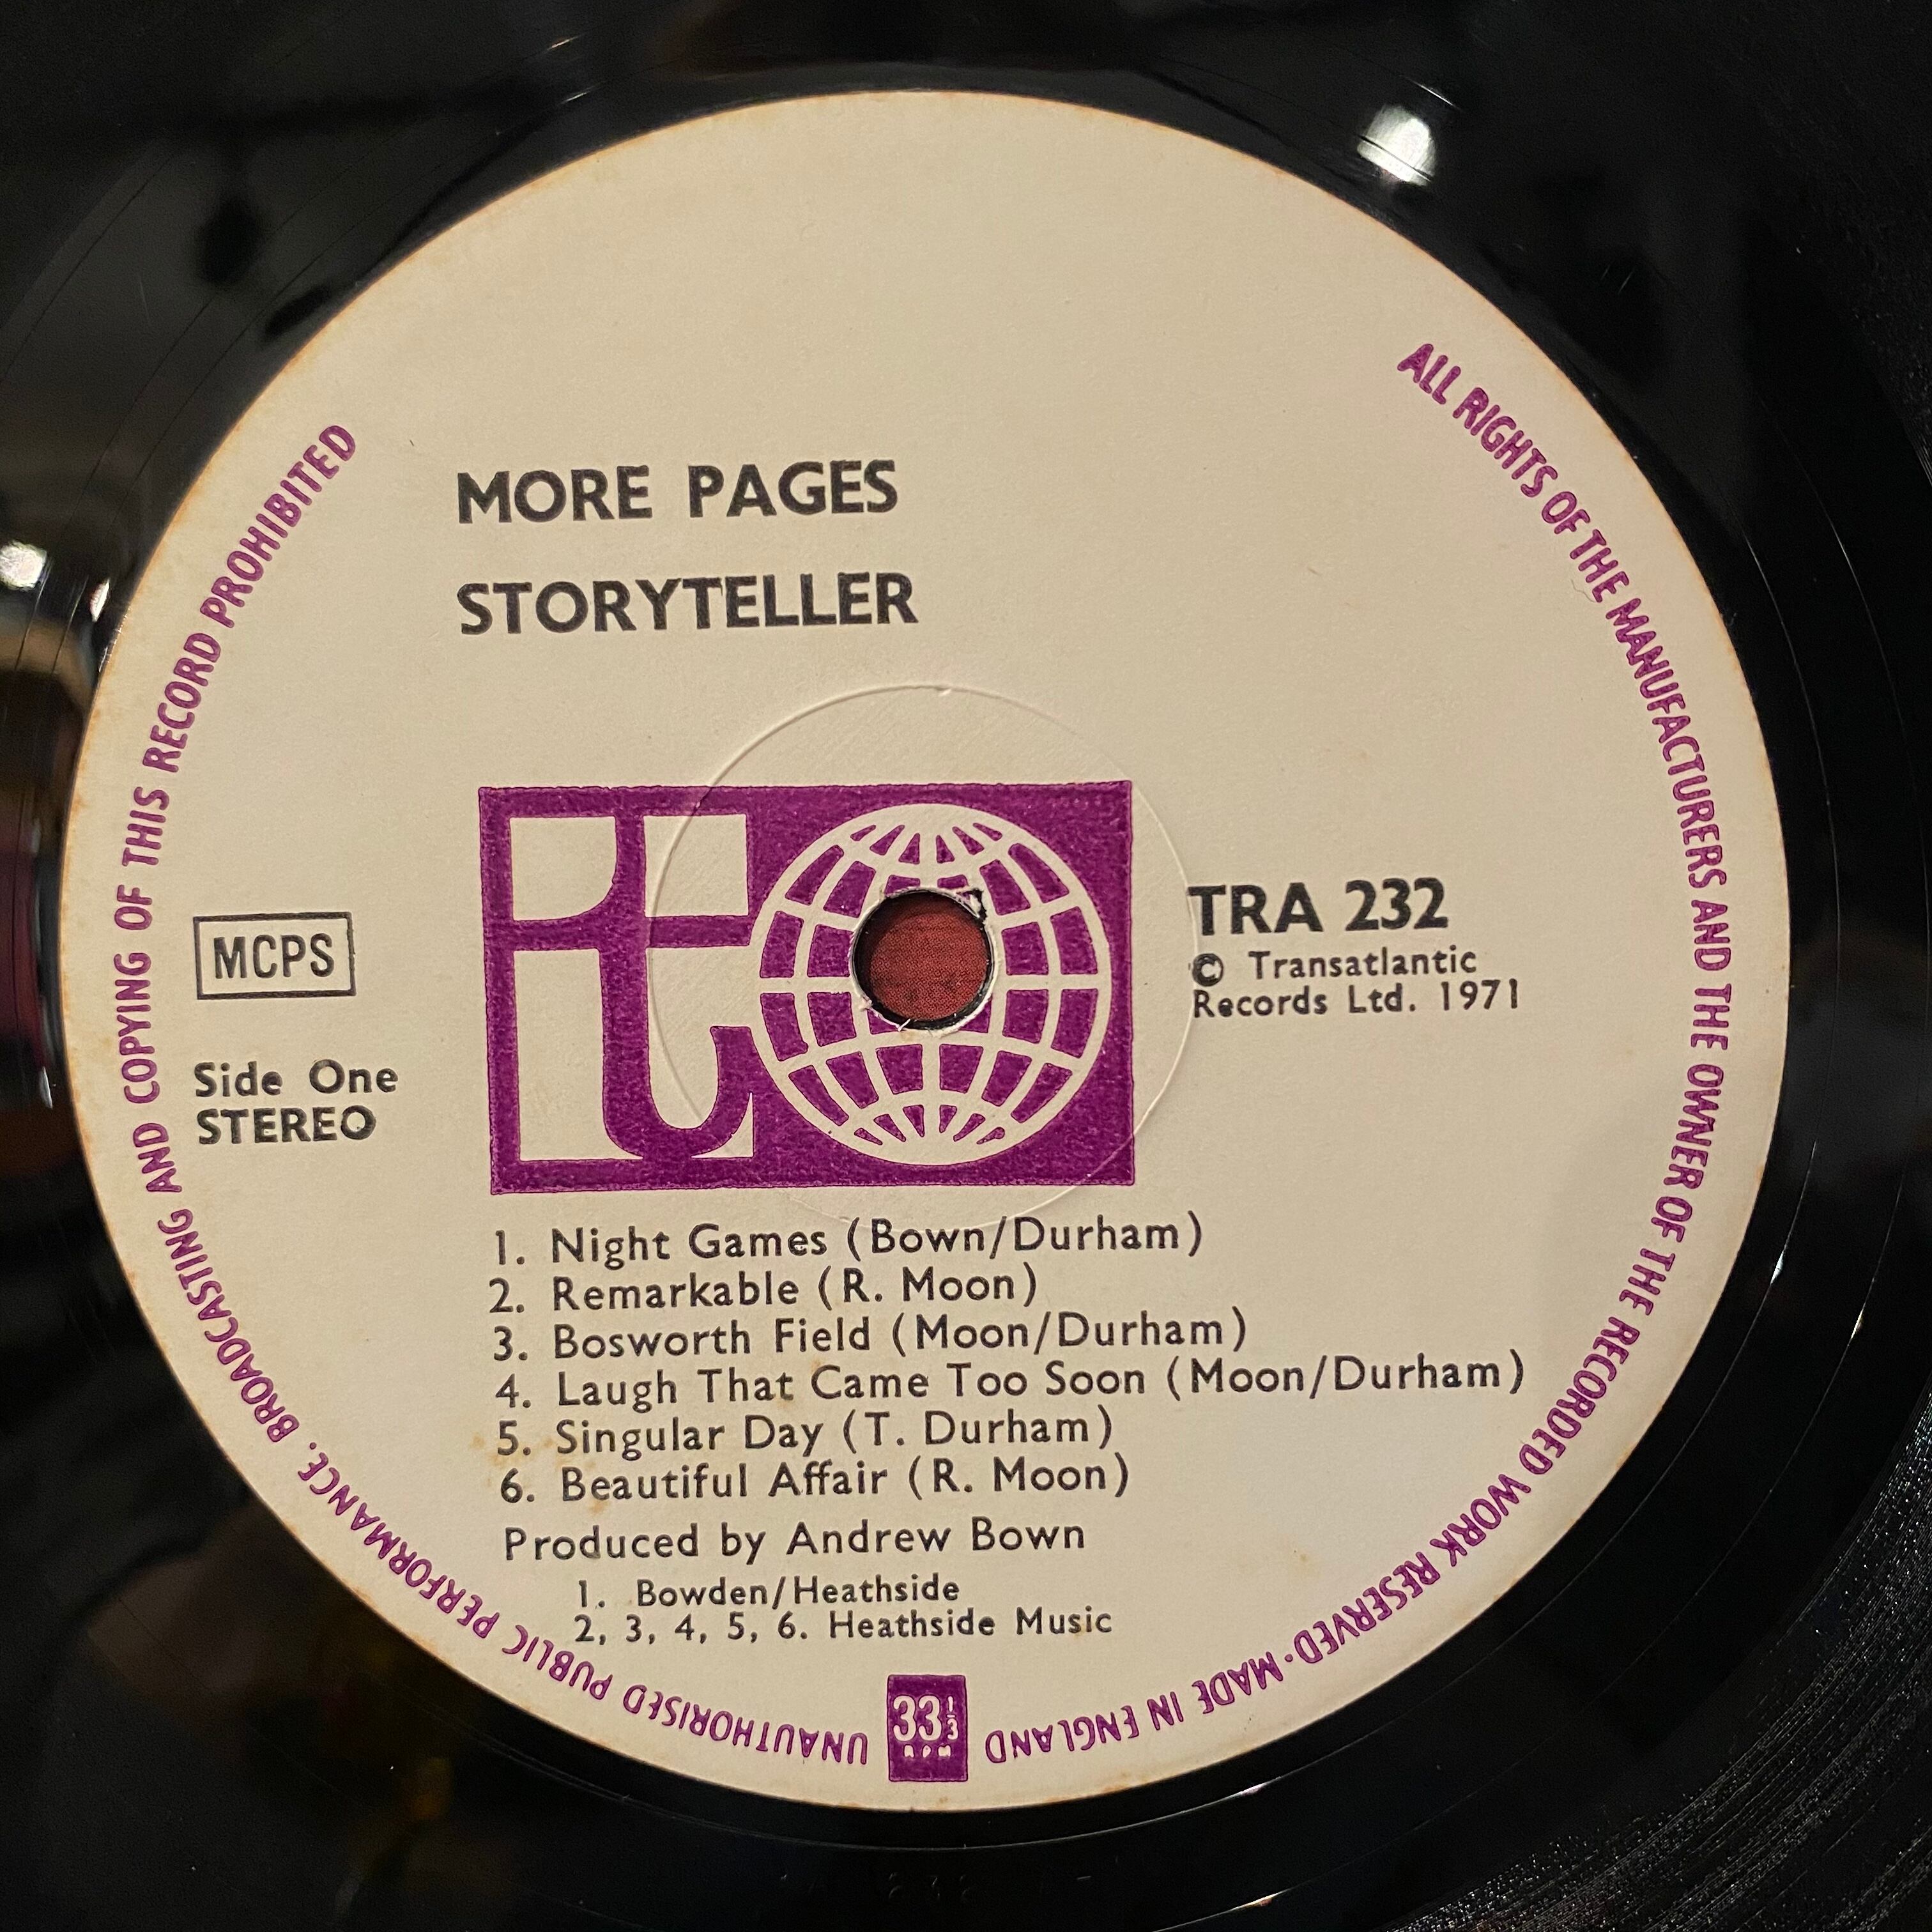 MORE PAGES
STORYTELLER
it
TRA 232
© Transatlantic
Records Ltd. 1971
MCPS
Side One
STEREO
1. Night Games (Bown/Durham)
2. Remarkable (R. Moon)
3. Bosworth Field (Moon/Durham)
4. Laugh That Came Too Soon (Moon/Durham)
5. Singular Day (T. Durham)
6. Beautiful Affair (R. Moon)
Produced by Andrew Bown
1. Bowden/Heathside
2, 3, 4, 5, 6. Heathside Music
33⅓
RPM
ALL RIGHTS OF THE MANUFACTURERS AND THE OWNER OF THE RECORDED WORK RESERVED · MADE IN ENGLAND
UNAUTHORISED PUBLIC PERFORMANCE. BROADCASTING AND COPYING OF THIS RECORD PROHIBITED